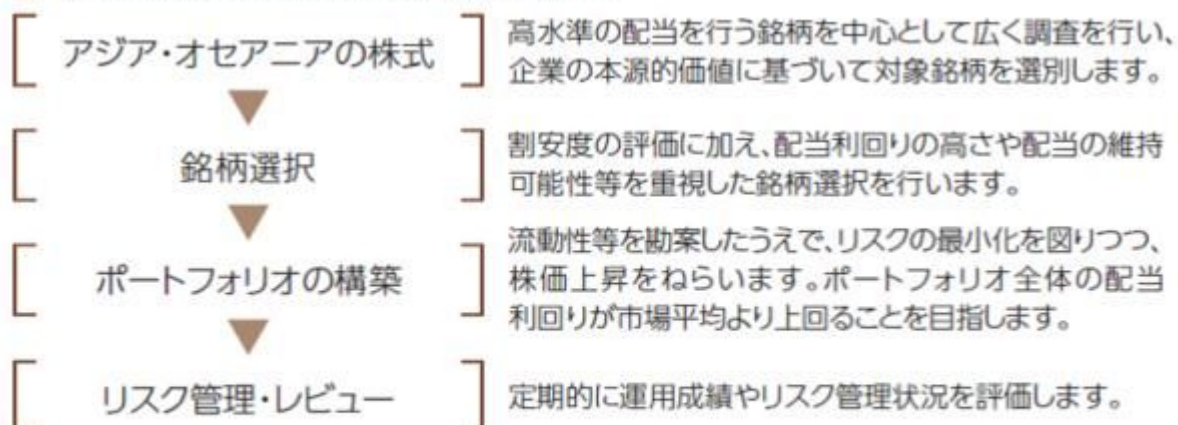 アジア・オセアニアの株式
高水準の配当を行う銘柄を中心として広く調査を行い、
企業の本源的価値に基づいて対象銘柄を選別します。
銘柄選択
割安度の評価に加え、配当利回りの高さや配当の維持
可能性等を重視した銘柄選択を行います。
ポートフォリオの構築
流動性等を勘案したうえで、リスクの最小化を図りつつ、
株価上昇をねらいます。ポートフォリオ全体の配当
利回りが市場平均より上回ることを目指します。
リスク管理・レビュー
定期的に運用成績やリスク管理状況を評価します。